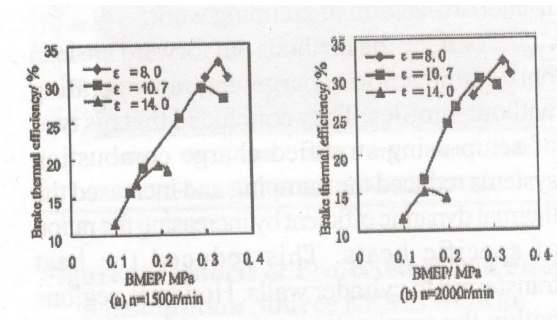 Brake thermal efficiency/ %
35
30
25
20
15
10
ε = 8.0
ε = 10.7
ε = 14.0
0 0.1 0.2 0.3 0.4
BMEP/ MPa
(a) n=1500r/min
Brake thermal efficiency/ %
35
30
25
20
15
10
ε = 8.0
ε = 10.7
ε = 14.0
0 0.1 0.2 0.3 0.4
BMEP/ MPa
(b) n=2000r/min